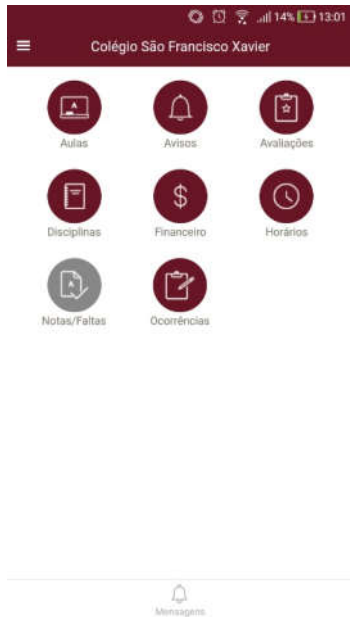 14% 13:01
Colégio São Francisco Xavier
Aulas Avisos Avaliações
Disciplinas Financeiro Horários
Notas/Faltas Ocorrências
Mensagens